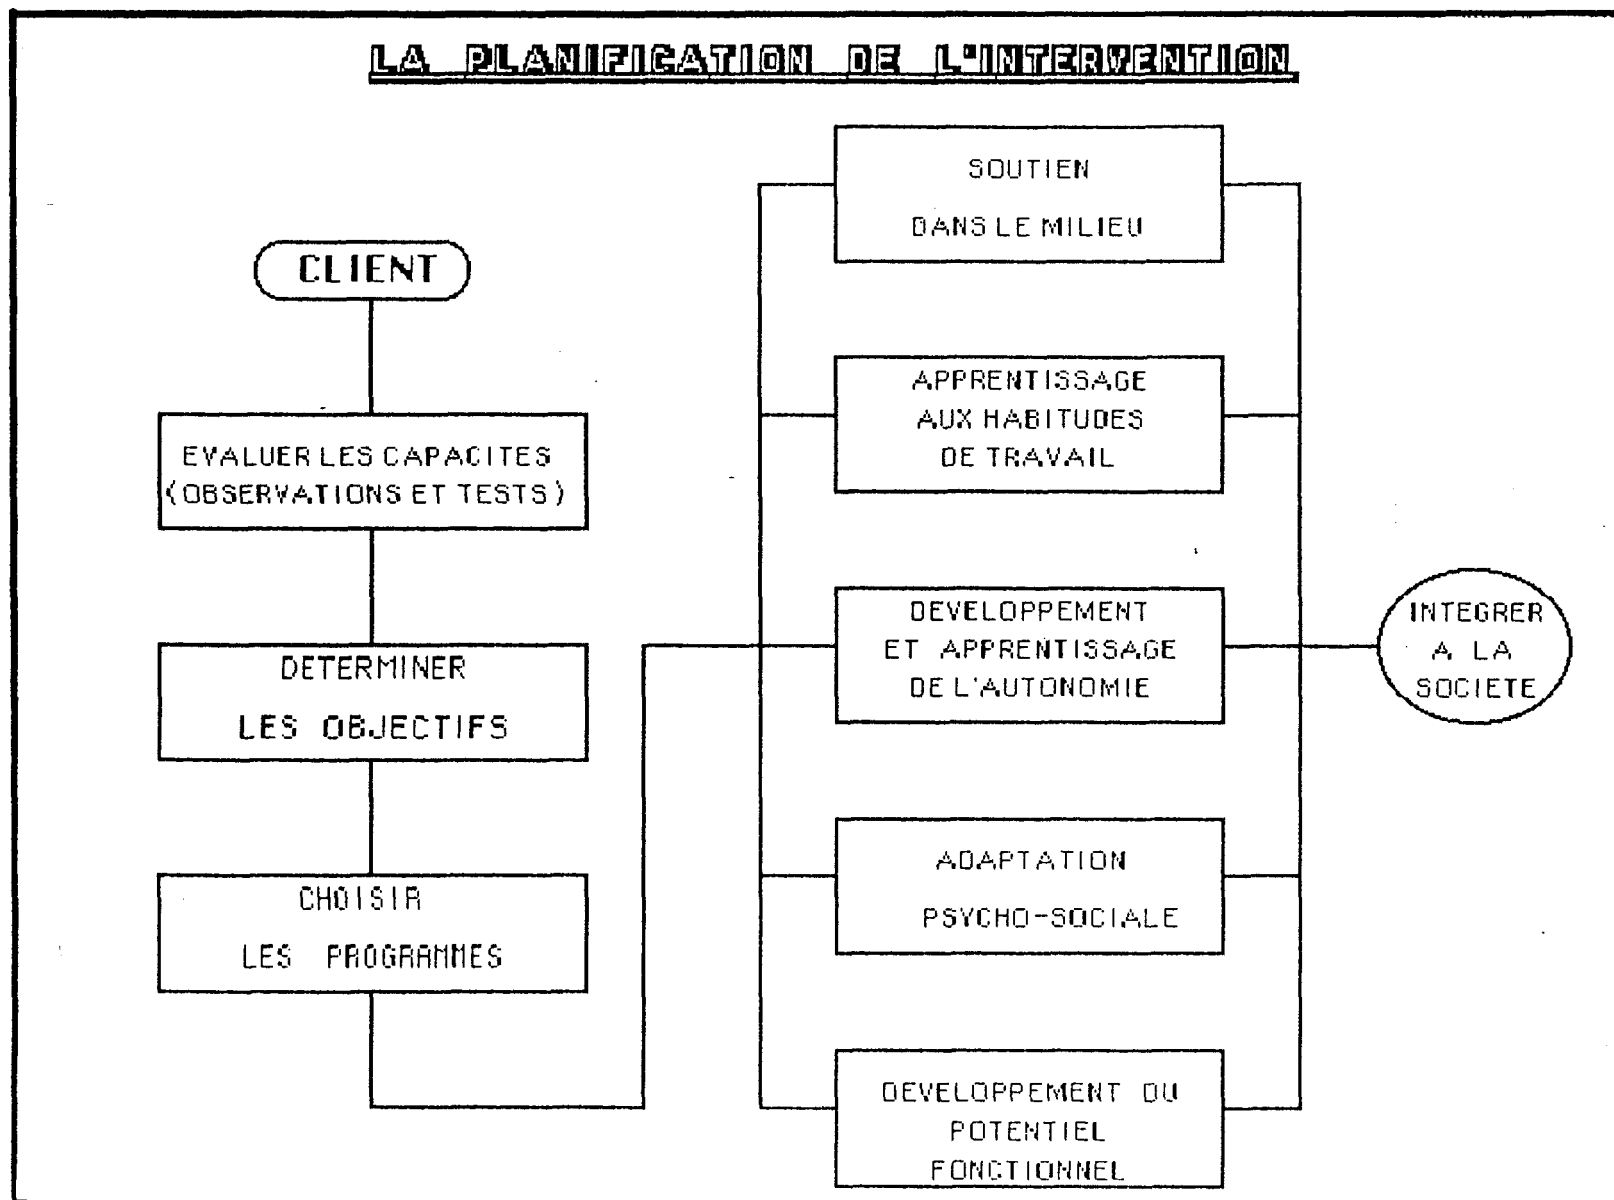 LA PLANIFICATION DE L'INTERVENTION
CLIENT
EVALUER LES CAPACITES
(OBSERVATIONS ET TESTS)
DETERMINER
LES OBJECTIFS
CHOISIR
LES PROGRAMMES
SOUTIEN
DANS LE MILIEU
APPRENTISSAGE
AUX HABITUDES
DE TRAVAIL
DEVELOPPEMENT
ET APPRENTISSAGE
DE L'AUTONOMIE
ADAPTATION
PSYCHO-SOCIALE
DEVELOPPEMENT DU
POTENTIEL
FONCTIONNEL
INTEGRER
A LA
SOCIETE